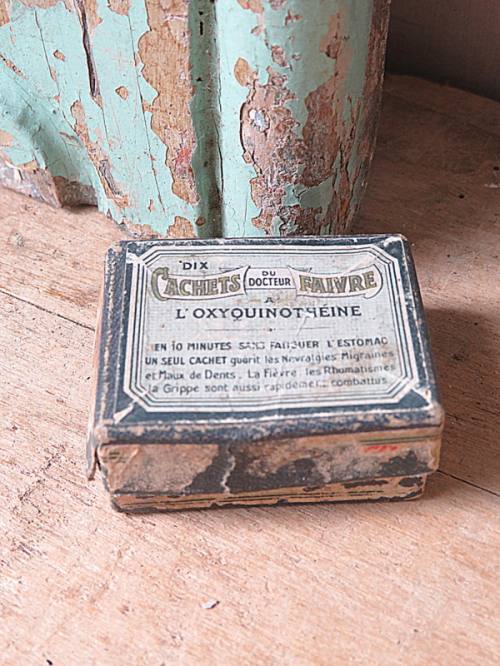 DIX
CACHETS DU DOCTEUR FAIVRE
A
L'OXYQUINOTHÉINE
EN 10 MINUTES SANS FATIGUER L'ESTOMAC
UN SEUL CACHET guérit les Nevralgies Migraines
et Maux de Dents. La Fièvre, les Rhumatismes
la Grippe sont aussi rapidement combattus